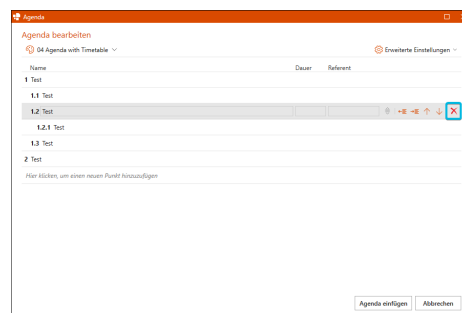 Agenda
Agenda bearbeiten
04 Agenda with Timetable
Erweiterte Einstellungen
Name Dauer Referent
1 Test
1.1 Test
1.2 Test
1.2.1 Test
1.3 Test
2 Test
Hier klicken, um einen neuen Punkt hinzuzufügen
Agenda einfügen Abbrechen